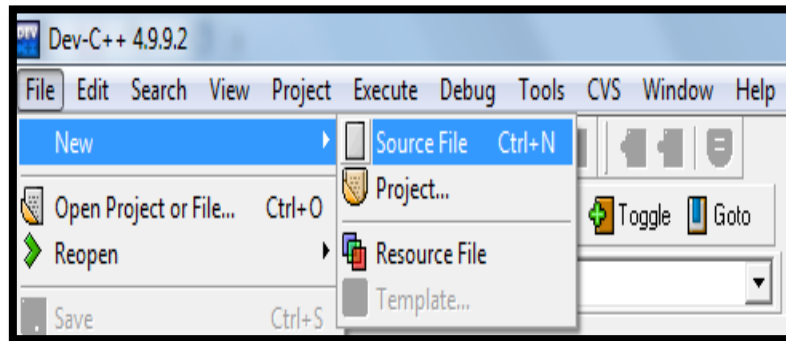 Dev-C++ 4.9.9.2
File Edit Search View Project Execute Debug Tools CVS Window Help
New
Source File Ctrl+N
Project...
Open Project or File... Ctrl+O
Toggle Goto
Reopen
Resource File
Template...
Save Ctrl+S